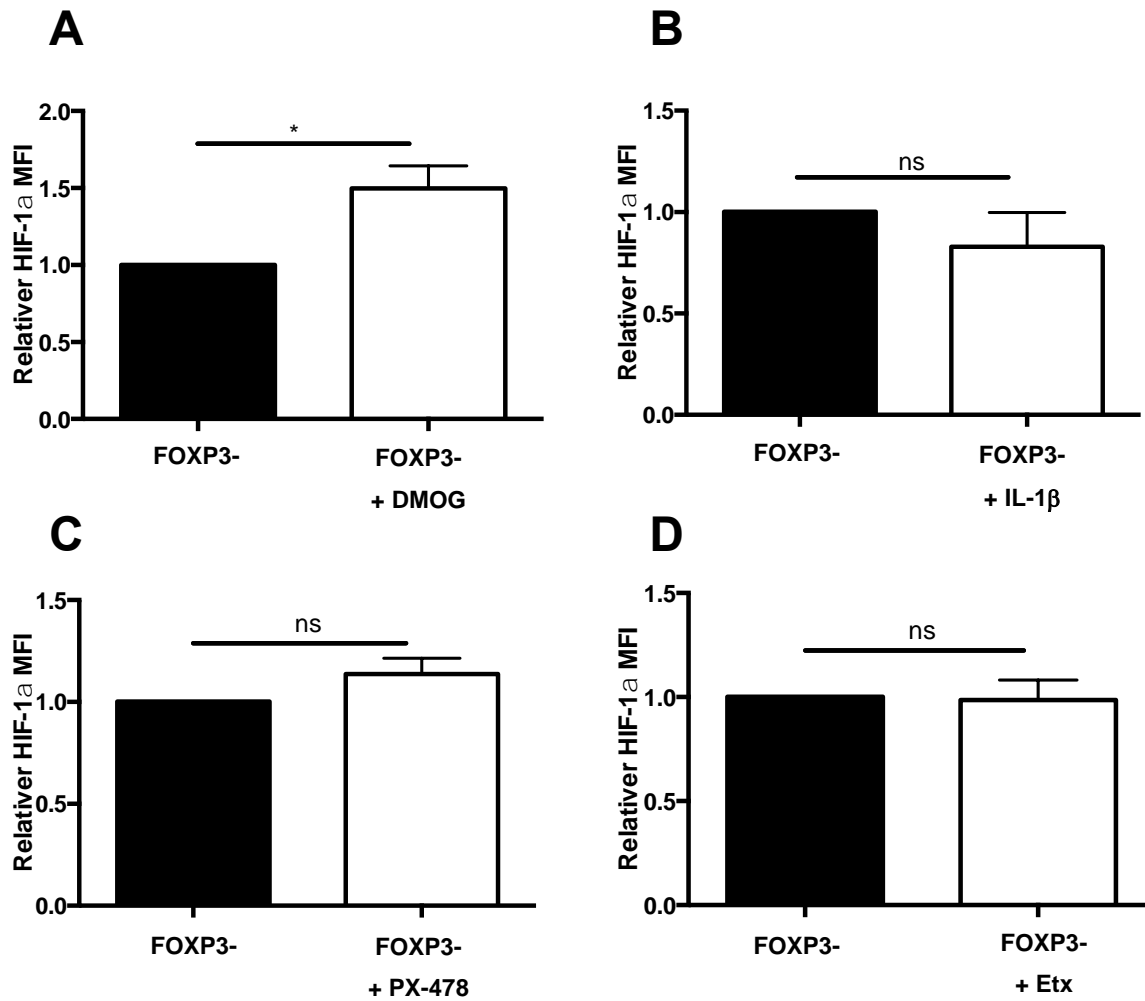 A
Relativer HIF-1a MFI
2.0
1.5
1.0
0.5
0.0
*
FOXP3-
FOXP3-
+ DMOG
B
Relativer HIF-1a MFI
1.5
1.0
0.5
0.0
ns
FOXP3-
FOXP3-
+ IL-1β
C
Relativer HIF-1a MFI
1.5
1.0
0.5
0.0
ns
FOXP3-
FOXP3-
+ PX-478
D
Relativer HIF-1a MFI
1.5
1.0
0.5
0.0
ns
FOXP3-
FOXP3-
+ Etx